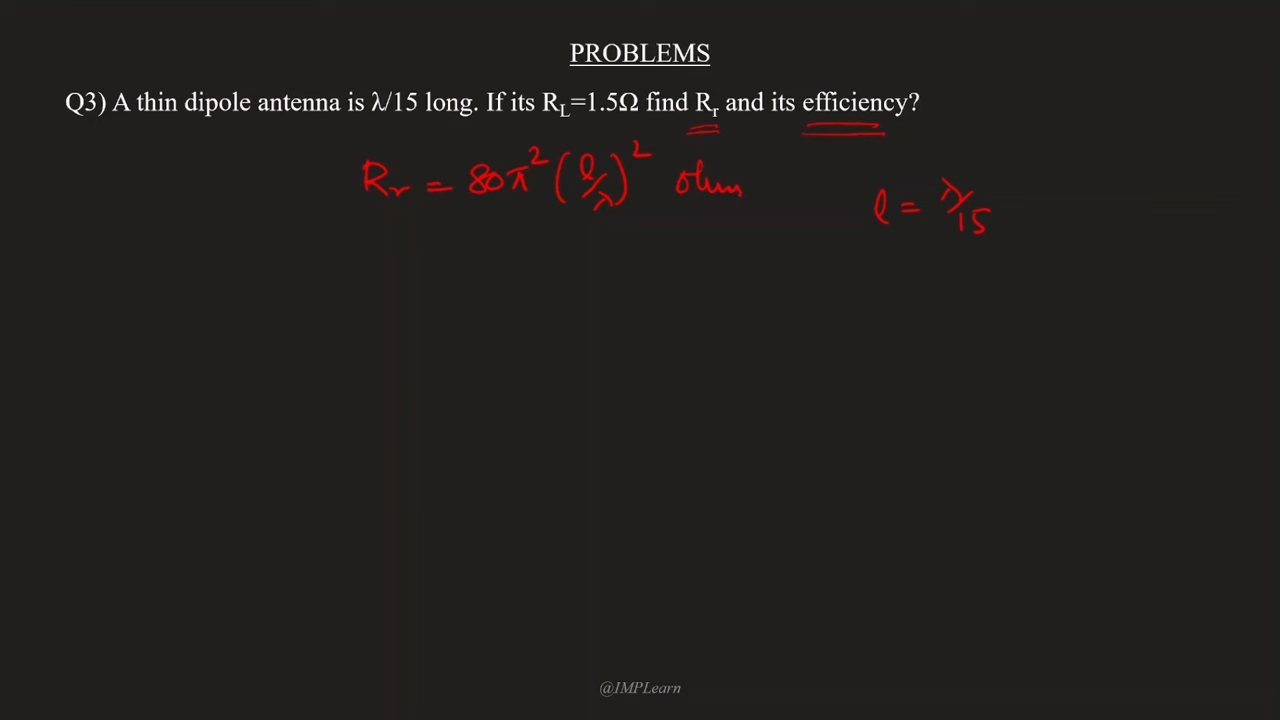 PROBLEMS
Q3) A thin dipole antenna is λ/15 long. If its R_L=1.5Ω find R_r and its efficiency?
R_r = 80π² (l/λ)² ohm
l = λ/15
@IMPLearn